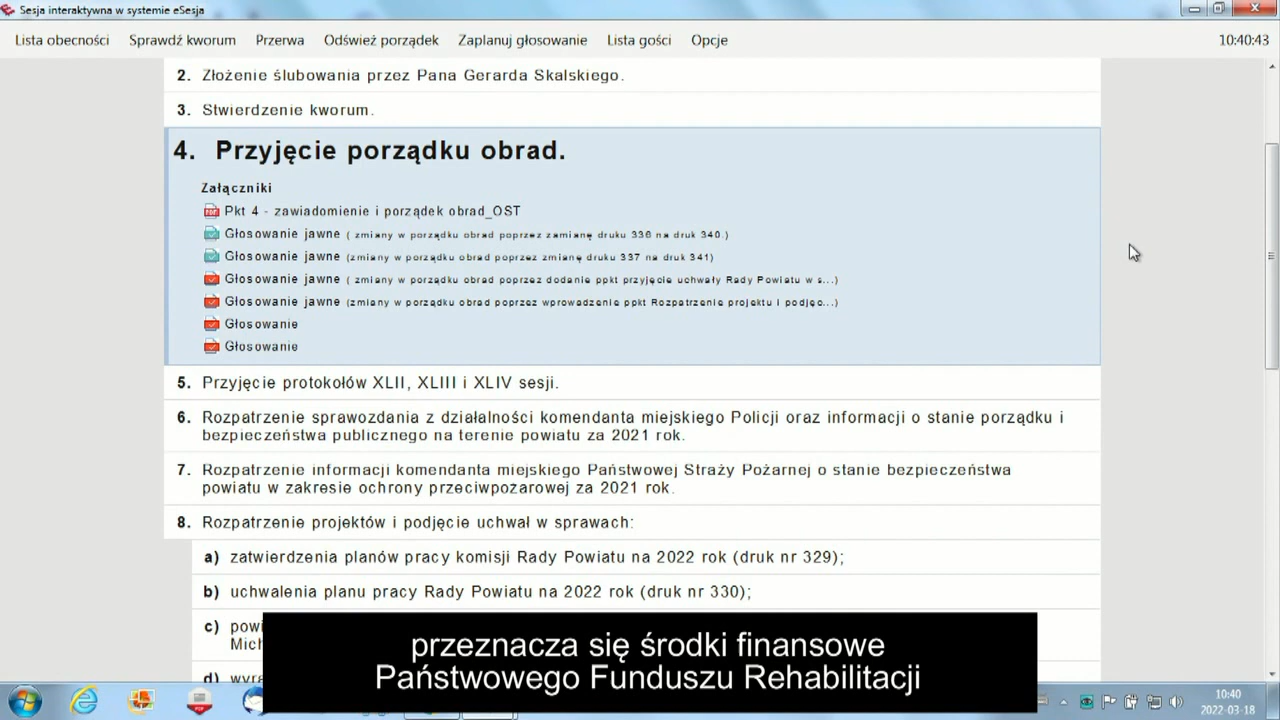 Sesja interaktywna w systemie eSesja
Lista obecności Sprawdź kworum Przerwa Odśwież porządek Zaplanuj głosowanie Lista gości Opcje 10:40:43
2. Złożenie ślubowania przez Pana Gerarda Skalskiego.
3. Stwierdzenie kworum.
4. Przyjęcie porządku obrad.
Załączniki
Pkt 4 - zawiadomienie i porządek obrad_OST
Głosowanie jawne ( zmiany w porządku obrad poprzez zamianę druku 336 na druk 340.)
Głosowanie jawne (zmiany w porządku obrad poprzez zmianę druku 337 na druk 341)
Głosowanie jawne ( zmiany w porządku obrad poprzez dodanie ppkt przyjęcie uchwały Rady Powiatu w s...)
Głosowanie jawne (zmiany w porządku obrad poprzez wprowadzenie ppkt Rozpatrzenie projektu i podjęc...)
Głosowanie
Głosowanie
5. Przyjęcie protokołów XLII, XLIII i XLIV sesji.
6. Rozpatrzenie sprawozdania z działalności komendanta miejskiego Policji oraz informacji o stanie porządku i
bezpieczeństwa publicznego na terenie powiatu za 2021 rok.
7. Rozpatrzenie informacji komendanta miejskiego Państwowej Straży Pożarnej o stanie bezpieczeństwa
powiatu w zakresie ochrony przeciwpożarowej za 2021 rok.
8. Rozpatrzenie projektów i podjęcie uchwał w sprawach:
a) zatwierdzenia planów pracy komisji Rady Powiatu na 2022 rok (druk nr 329);
b) uchwalenia planu pracy Rady Powiatu na 2022 rok (druk nr 330);
c) powi
Mich
d)
przeznacza się środki finansowe
Państwowego Funduszu Rehabilitacji
10:40
2022-03-18